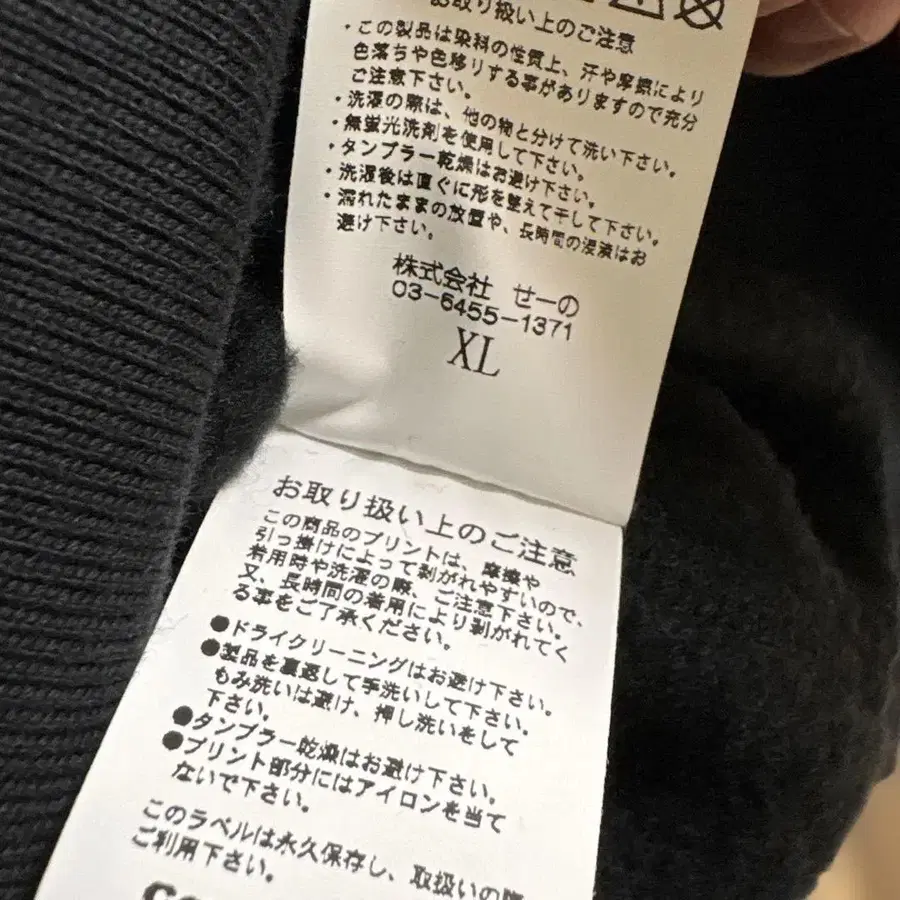 お取り扱い上のご注意
・この製品は染料の性質上、汗や摩擦により
色落ちや色移りする事がありますので充分
ご注意下さい。
・洗濯の際は、他の物と分けて洗い下さい。
・無蛍光洗剤を使用して下さい。
・タンブラー乾燥はお避け下さい。
・洗濯後は直ぐに形を整えて干して下さい。
・濡れたままの放置や、長時間の浸漬はお
避け下さい。
株式会社 せーの
03-6455-1371
XL
お取り扱い上のご注意
この商品のプリントは、摩擦や
引っ掛けによって剥がれやすいので、
着用時や洗濯の際、ご注意下さい。
又、長時間の着用により剥がれてく
る事をご了承ください。
●ドライクリーニングはお避け下さい。
●製品を裏返して手洗いして下さい。
もみ洗いは避け、押し洗いをして
下さい。
●タンブラー乾燥はお避け下さい。
●プリント部分にはアイロンを当て
ないで下さい。
このラベルは永久保存し、取扱いの際
ご利用下さい。